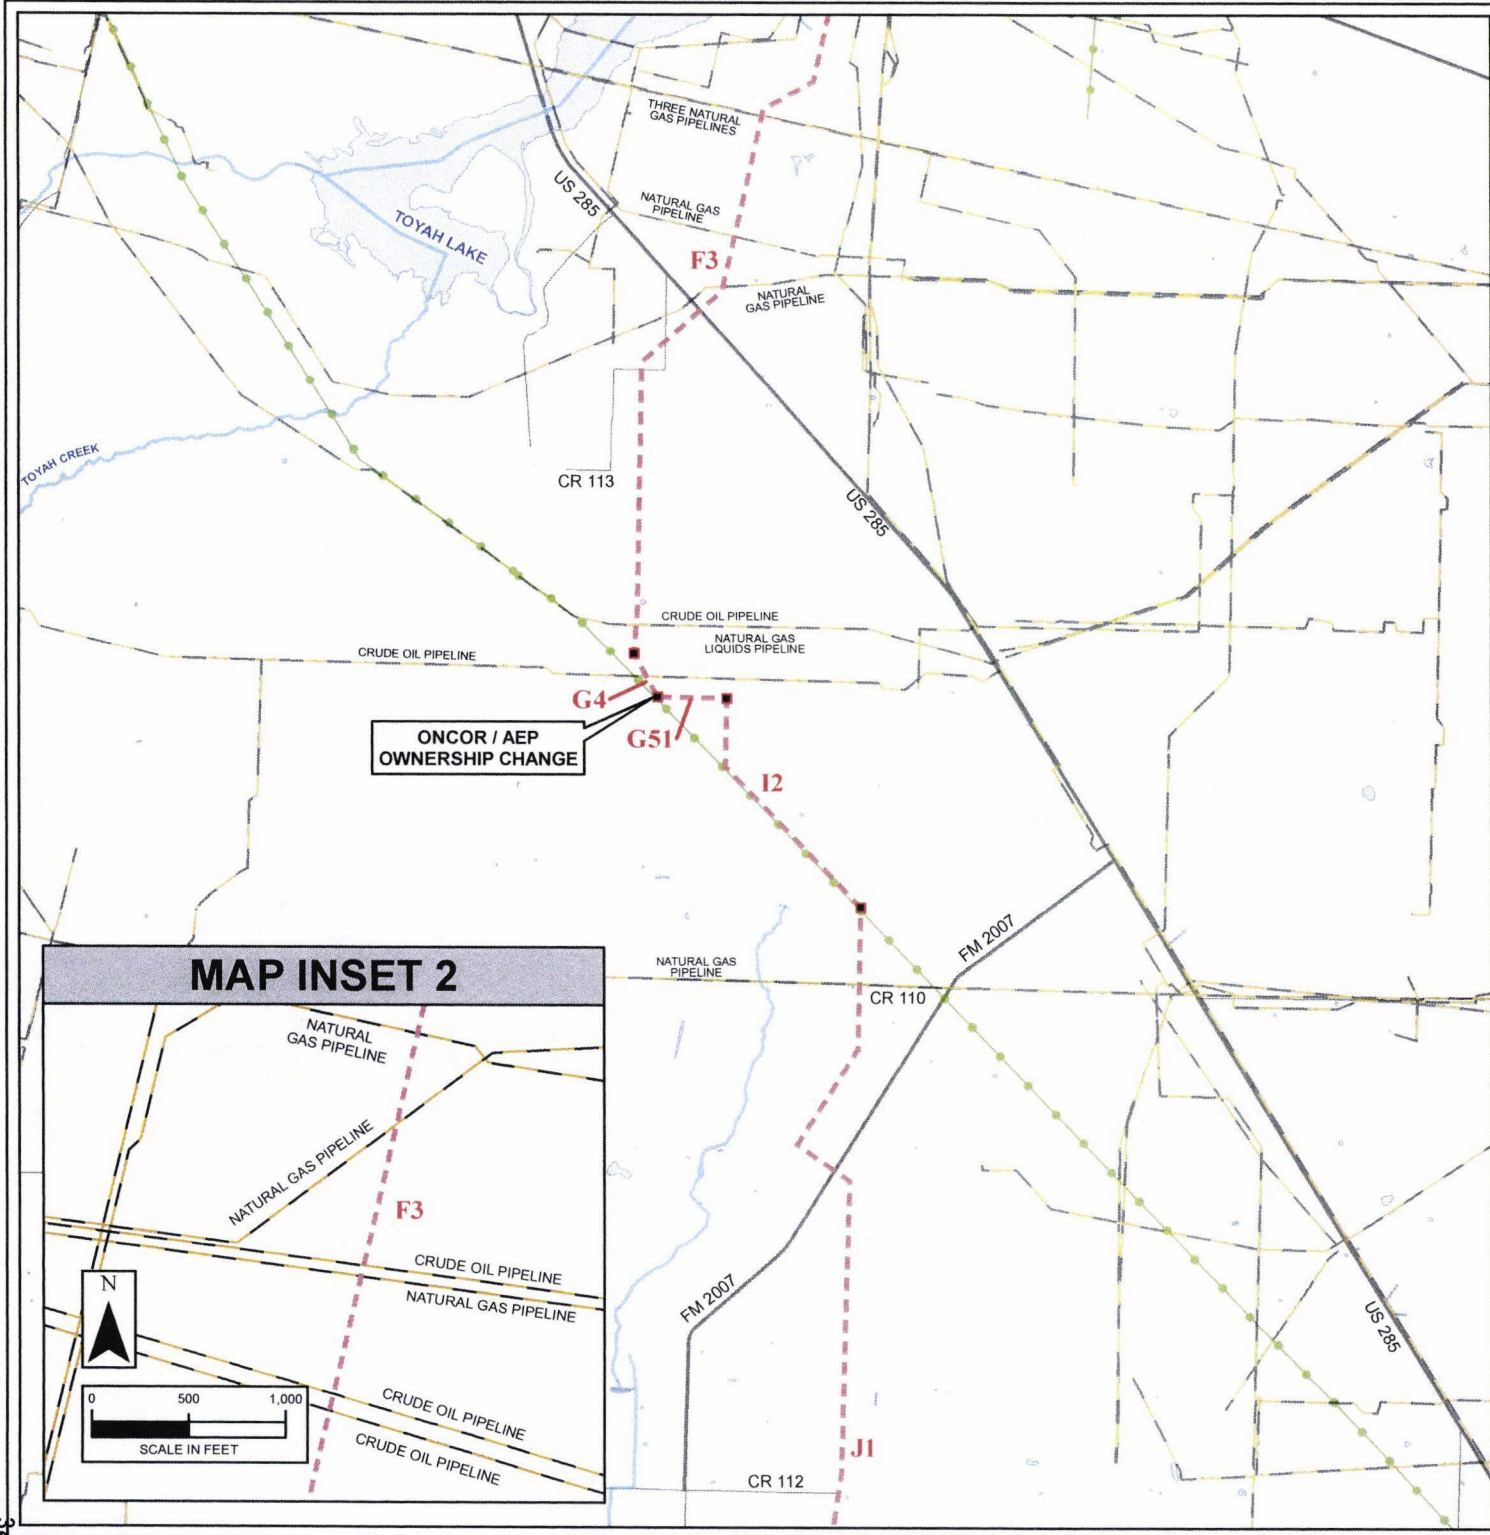 THREE NATURAL
GAS PIPELINES
US 285
NATURAL GAS
PIPELINE
TOYAH LAKE
F3
NATURAL
GAS PIPELINE
TOYAH CREEK
CR 113
US 285
CRUDE OIL PIPELINE
NATURAL GAS
LIQUIDS PIPELINE
CRUDE OIL PIPELINE
G4
G51
ONCOR / AEP
OWNERSHIP CHANGE
I2
FM 2007
NATURAL GAS
PIPELINE
CR 110
MAP INSET 2
NATURAL
GAS PIPELINE
NATURAL GAS PIPELINE
F3
CRUDE OIL PIPELINE
NATURAL GAS PIPELINE
N
0 500 1,000
SCALE IN FEET
CRUDE OIL PIPELINE
CRUDE OIL PIPELINE
FM 2007
US 285
J1
CR 112